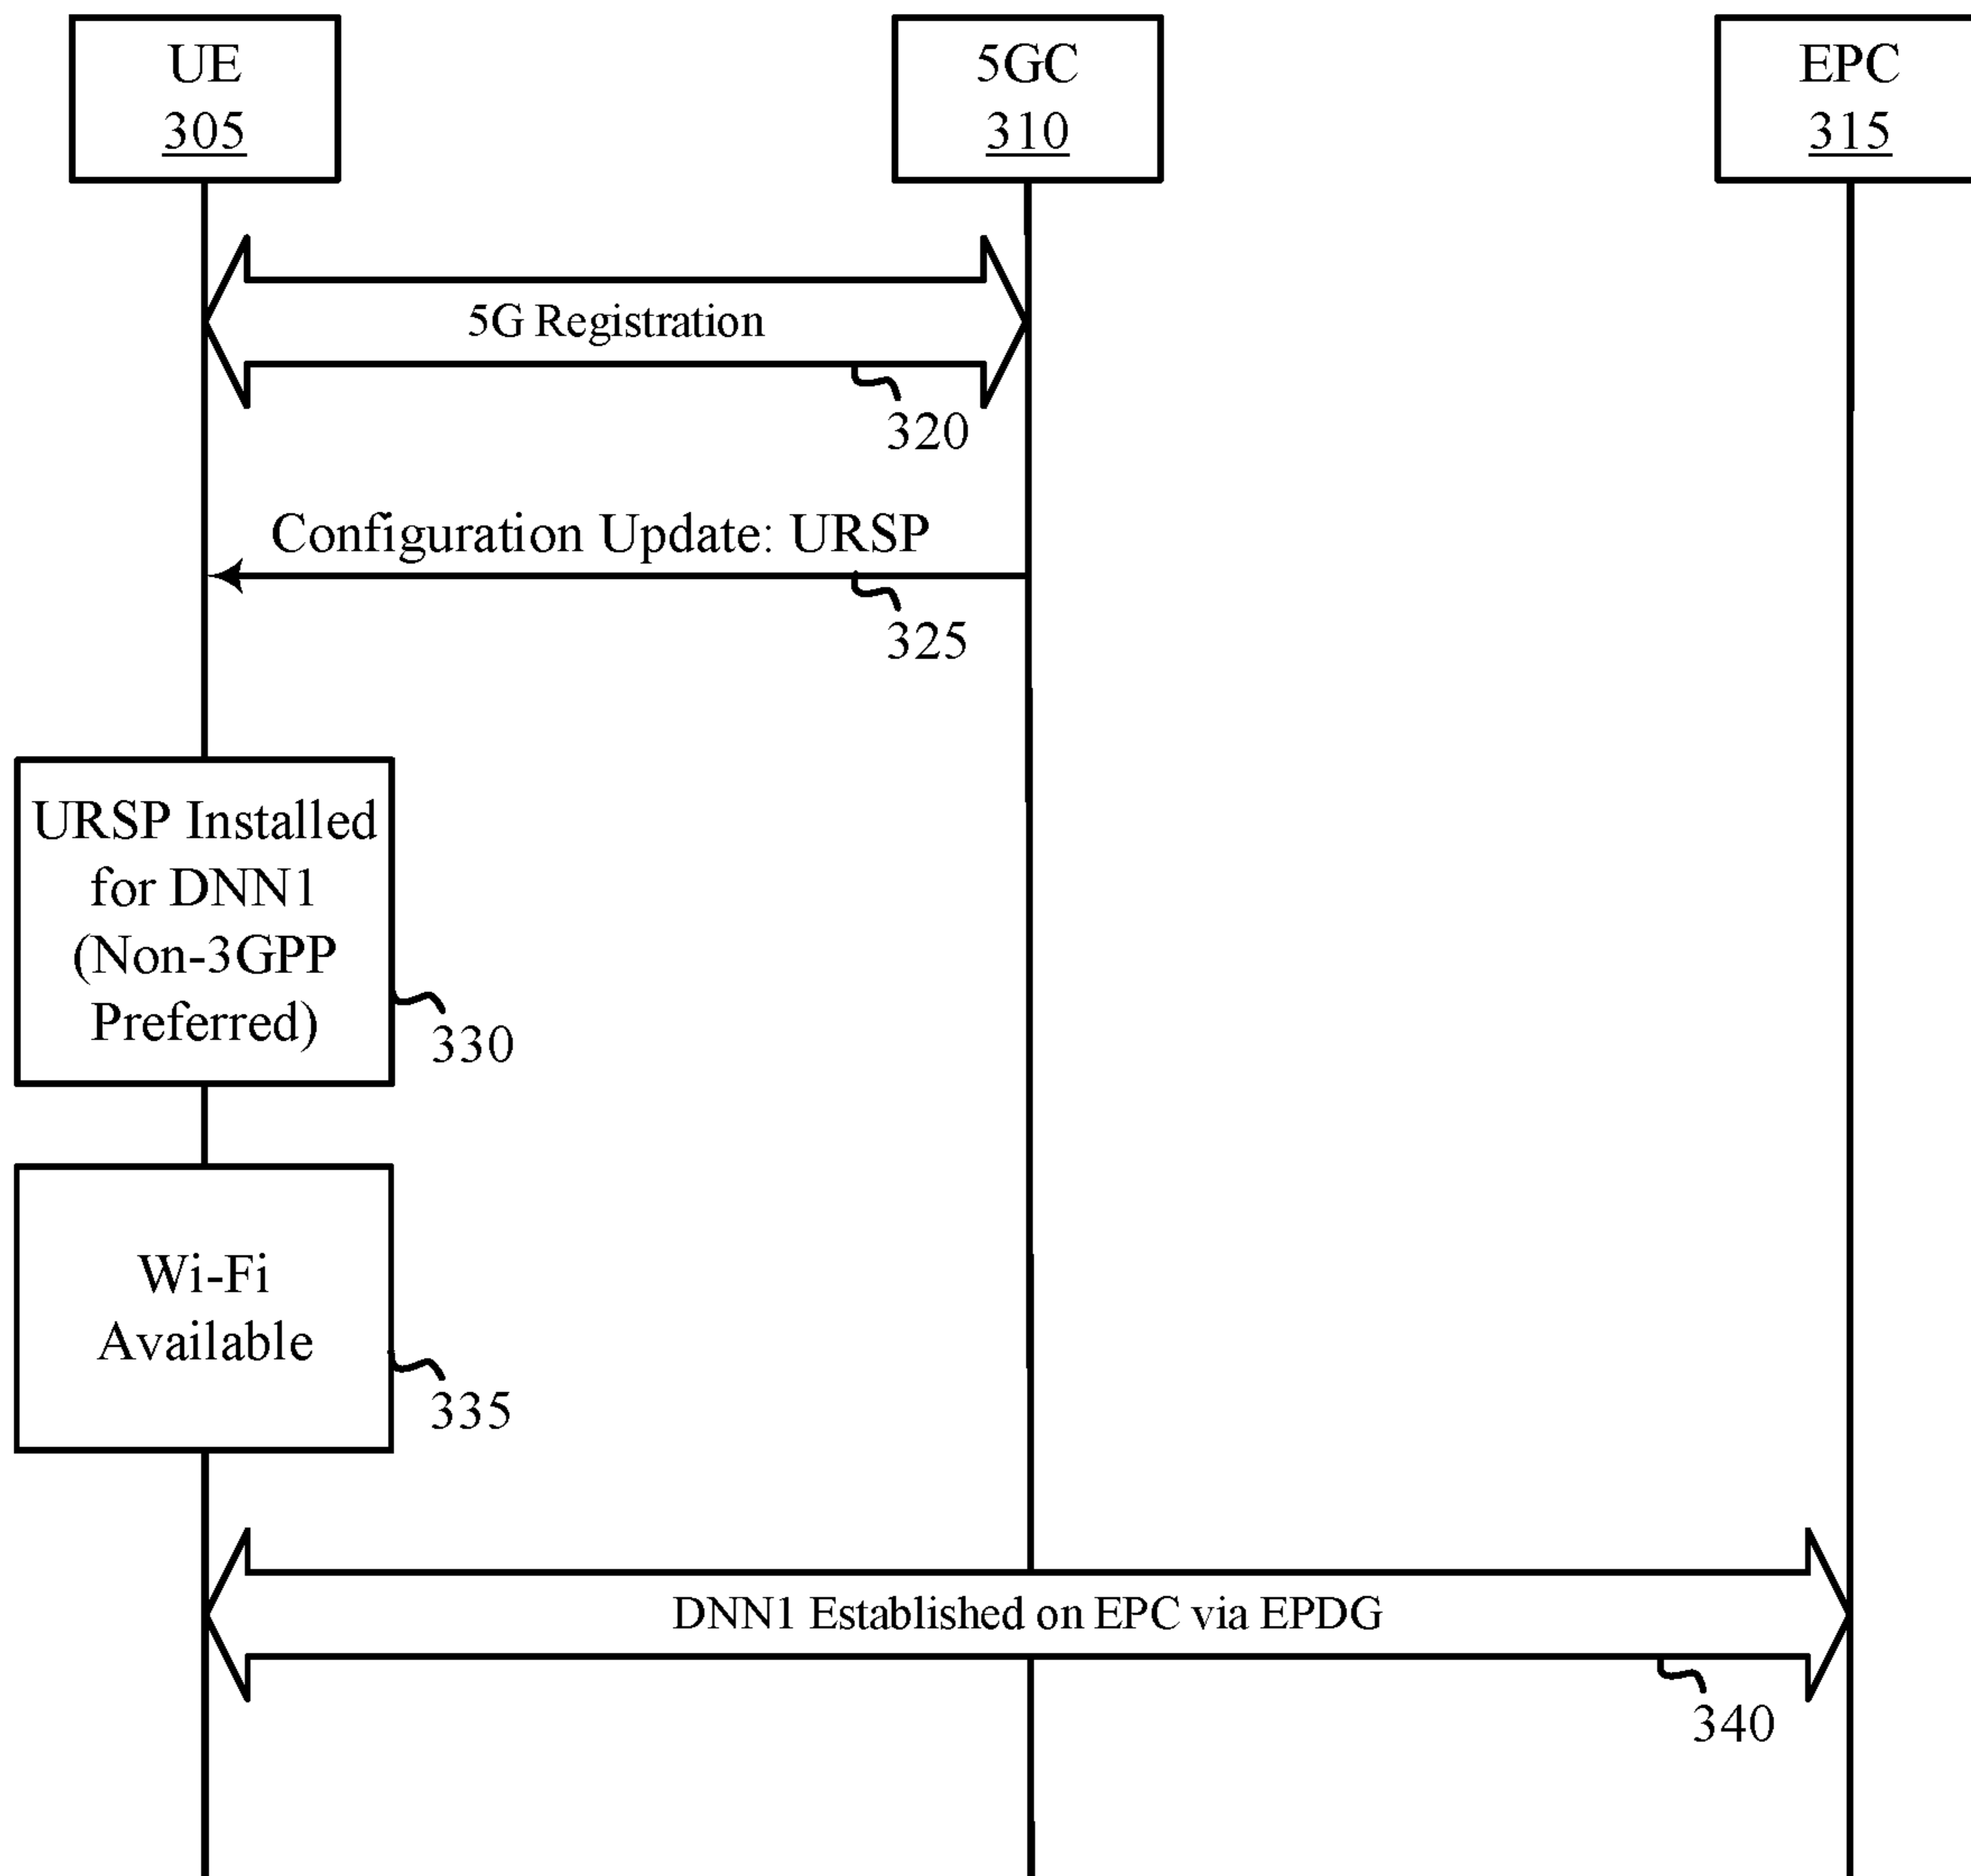 UE
305
5GC
310
EPC
315
5G Registration
320
Configuration Update: URSP
325
URSP Installed
for DNN1
(Non-3GPP
Preferred)
330
Wi-Fi
Available
335
DNN1 Established on EPC via EPDG
340